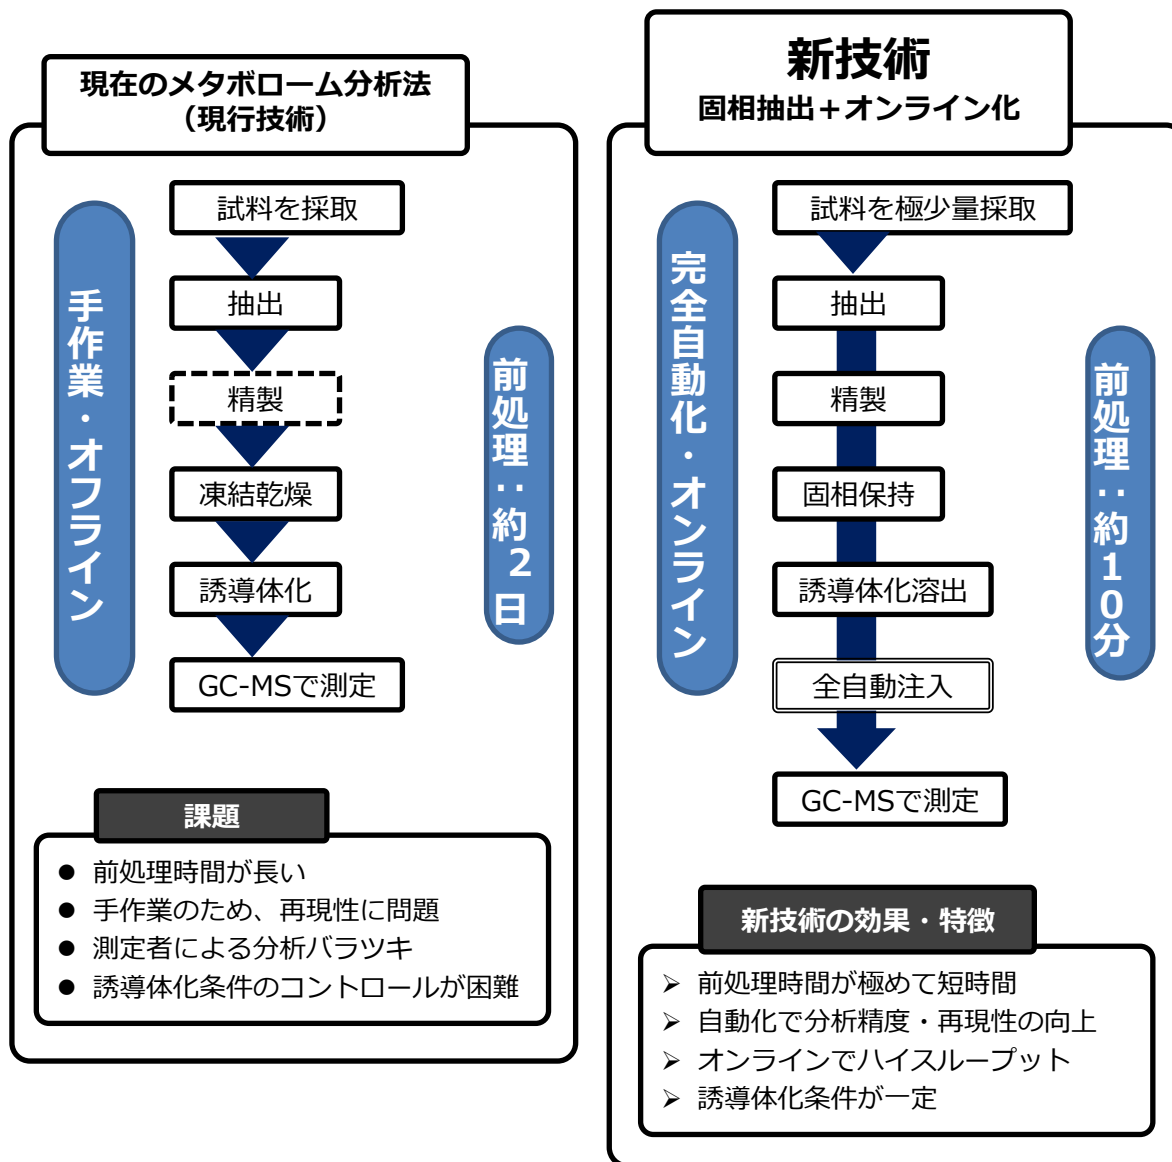 現在のメタボローム分析法
（現行技術）
手作業・オフライン
試料を採取
抽出
精製
凍結乾燥
誘導体化
GC-MSで測定
前処理：約2日
課題
● 前処理時間が長い
● 手作業のため、再現性に問題
● 測定者による分析バラツキ
● 誘導体化条件のコントロールが困難
新技術
固相抽出＋オンライン化
完全自動化・オンライン
試料を極少量採取
抽出
精製
固相保持
誘導体化溶出
全自動注入
GC-MSで測定
前処理：約10分
新技術の効果・特徴
➢ 前処理時間が極めて短時間
➢ 自動化で分析精度・再現性の向上
➢ オンラインでハイスループット
➢ 誘導体化条件が一定